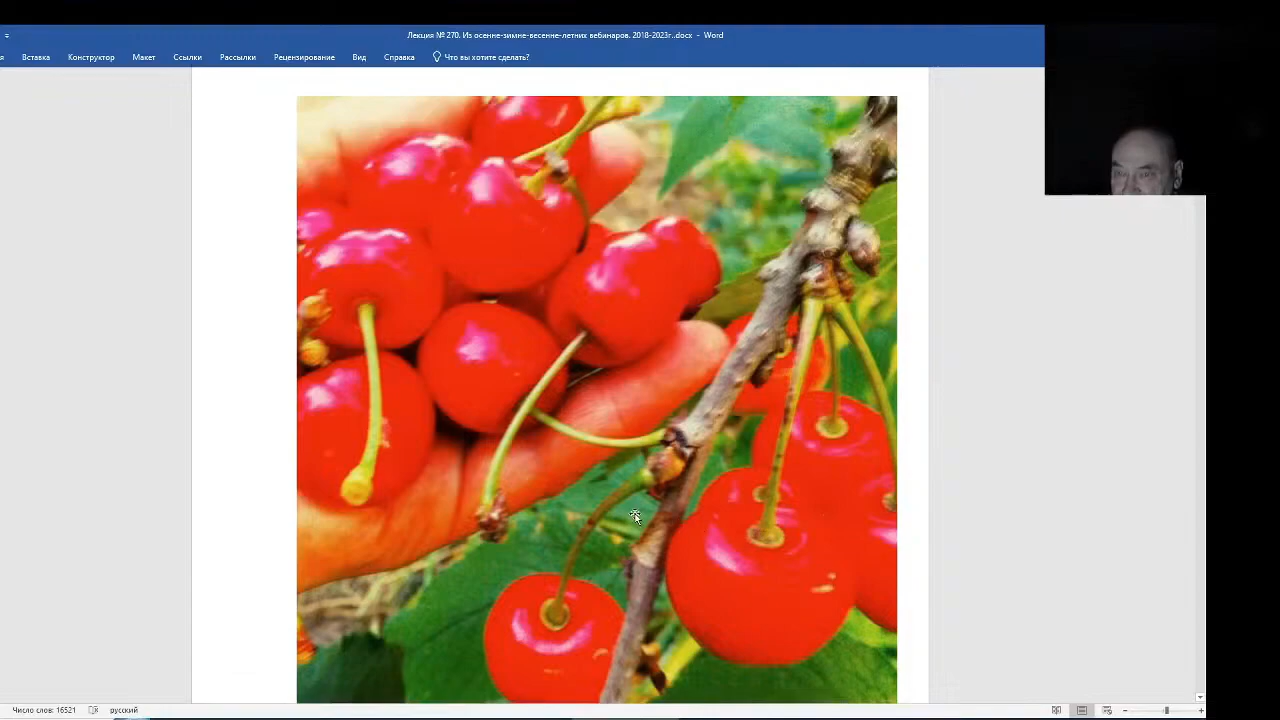 Лекция № 270. Из осенне-зимне-весенне-летних вебинаров. 2018-2023г..docx - Word
я Вставка Конструктор Макет Ссылки Рассылки Рецензирование Вид Справка Что вы хотите сделать?
Число слов: 16521 русский